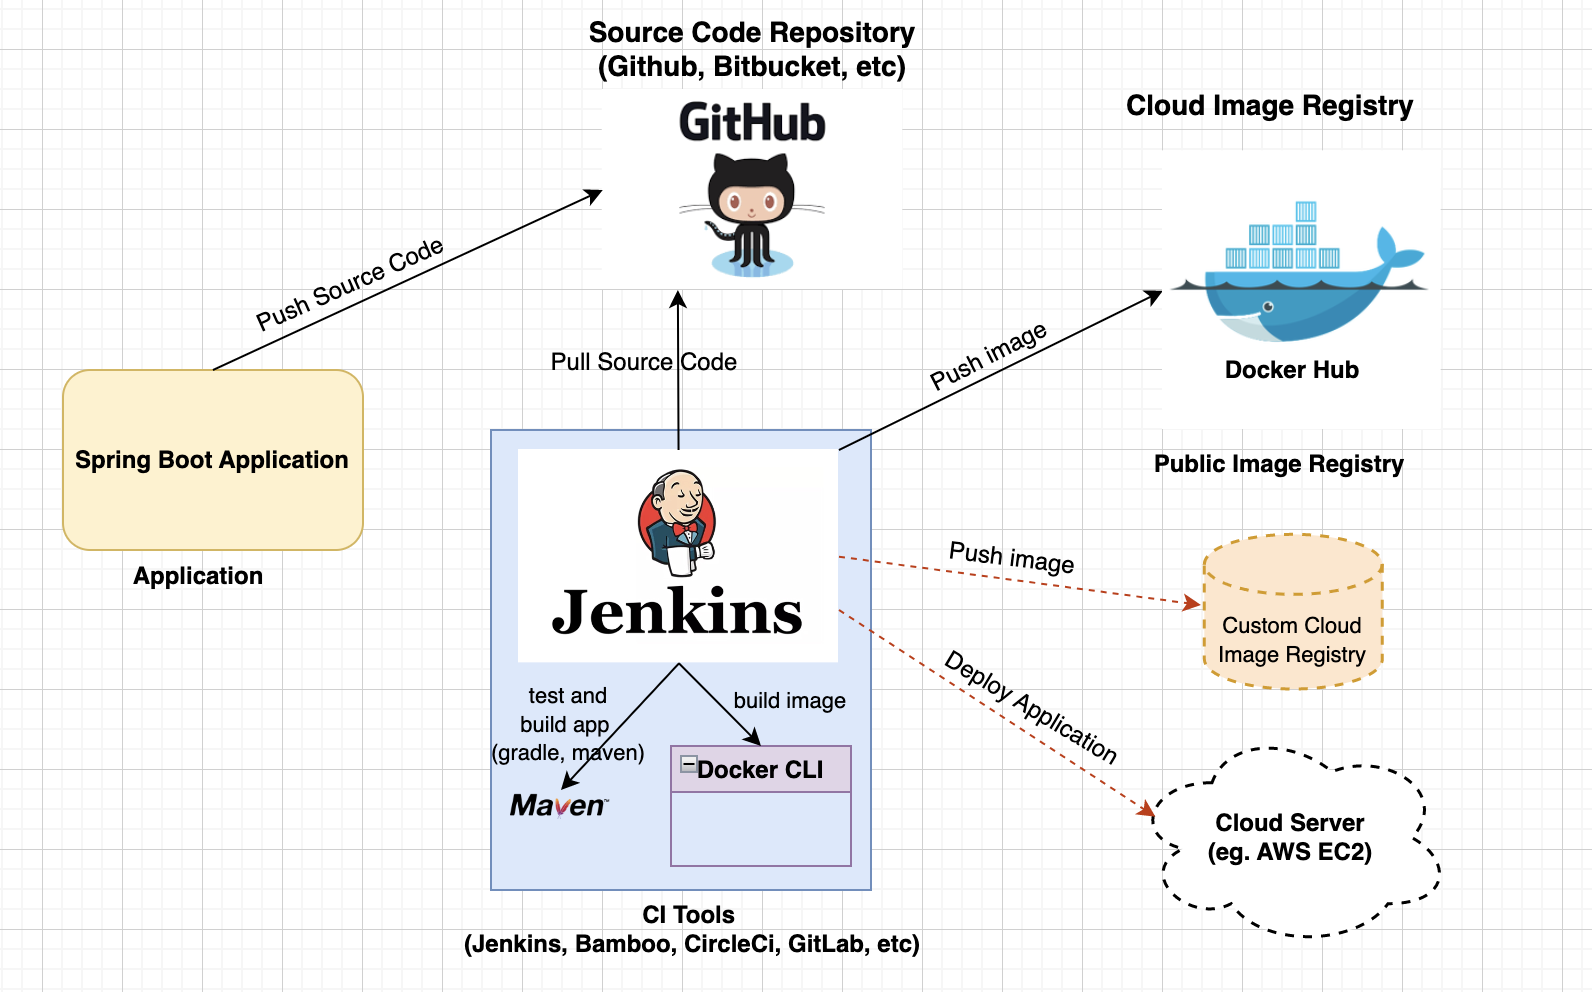 Source Code Repository
(Github, Bitbucket, etc)
GitHub
Cloud Image Registry
Push Source Code
Pull Source Code
Push image
Docker Hub
Spring Boot Application
Application
Public Image Registry
Jenkins
Push image
Custom Cloud
Image Registry
Deploy Application
test and
build app
(gradle, maven)
build image
Maven™
Docker CLI
Cloud Server
(eg. AWS EC2)
CI Tools
(Jenkins, Bamboo, CircleCi, GitLab, etc)